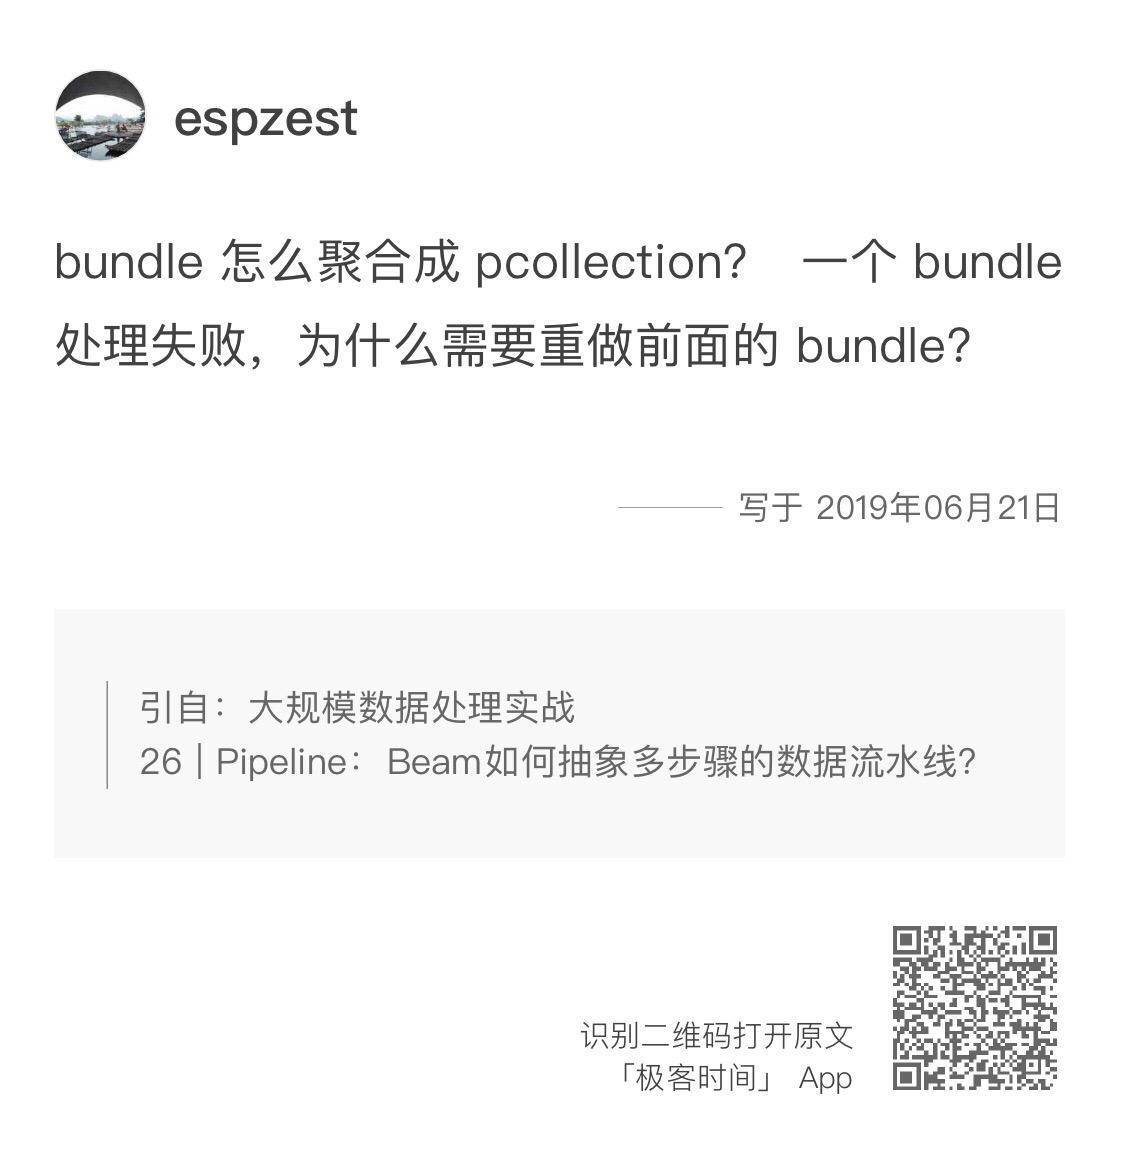 espzest
bundle 怎么聚合成 pcollection？ 一个 bundle
处理失败，为什么需要重做前面的 bundle？
写于 2019年06月21日
引自：大规模数据处理实战
26 | Pipeline：Beam如何抽象多步骤的数据流水线？
识别二维码打开原文
「极客时间」 App